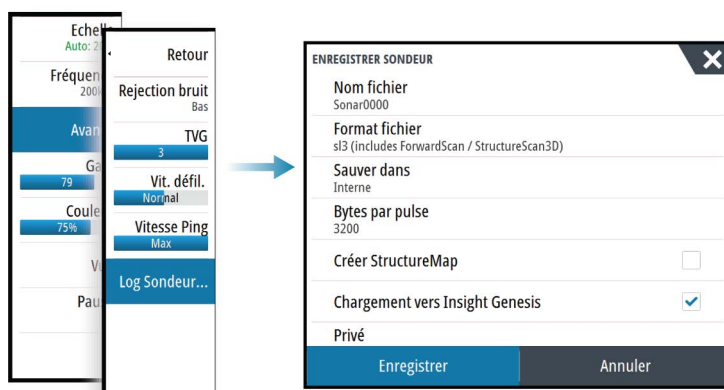 Echelle
Auto: 2
Fréquen
200k
Avan
Ga
79
Coule
75%
Vu
Pau
Retour
Rejection bruit
Bas
TVG
3
Vit. défil.
Normal
Vitesse Ping
Max
Log Sondeur...
ENREGISTRER SONDEUR
Nom fichier
Sonar0000
Format fichier
sl3 (includes ForwardScan / StructureScan3D)
Sauver dans
Interne
Bytes par pulse
3200
Créer StructureMap
Chargement vers Insight Genesis
Privé
Enregistrer
Annuler